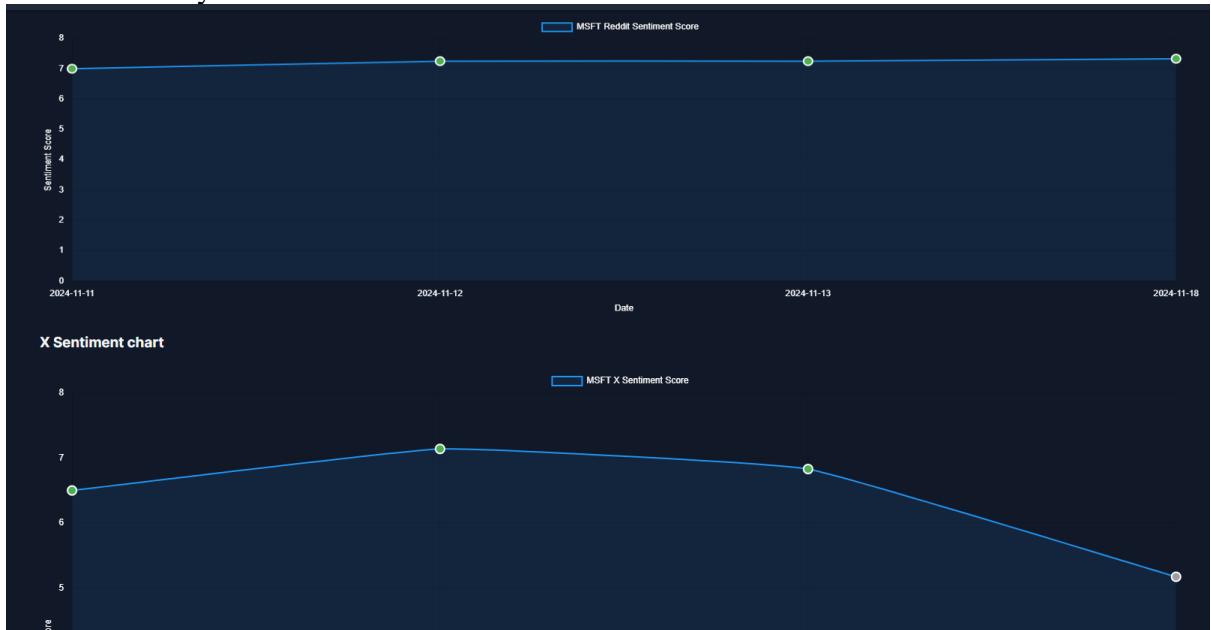 MSFT Reddit Sentiment Score
8
7
6
5
4
3
2
1
0
Sentiment Score
2024-11-11 2024-11-12 2024-11-13 2024-11-18
Date
X Sentiment chart
MSFT X Sentiment Score
8
7
6
5